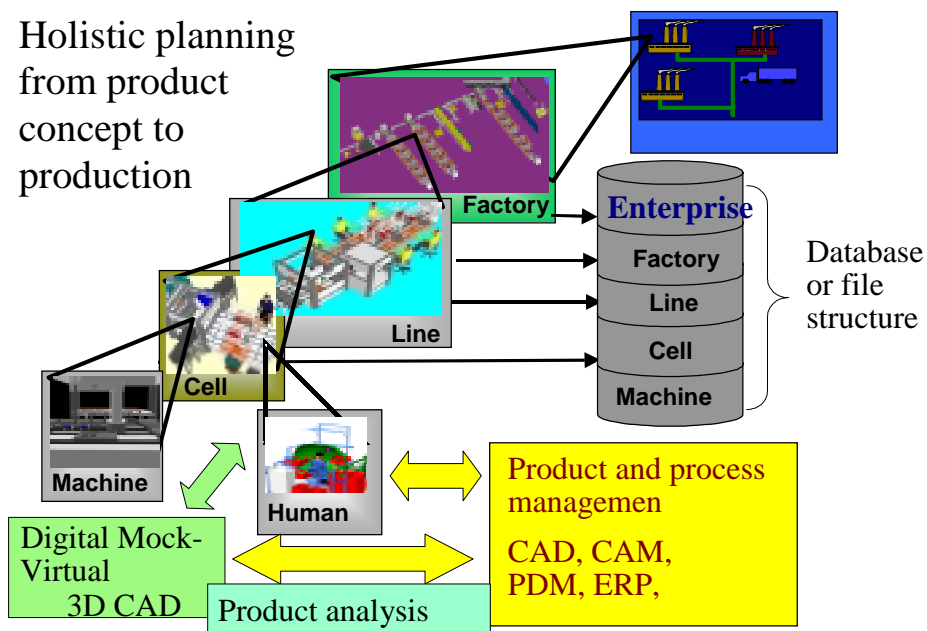 Holistic planning
from product
concept to
production
Factory
Line
Cell
Machine
Human
Enterprise
Factory
Line
Cell
Machine
Database
or file
structure
Digital Mock-
Virtual
3D CAD
Product analysis
Product and process
managemen
CAD, CAM,
PDM, ERP,